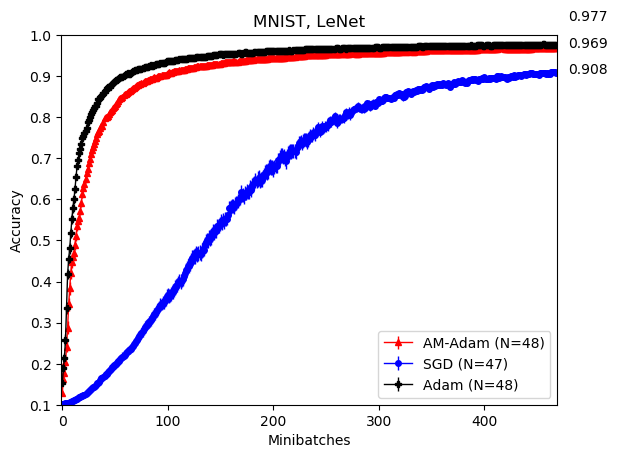 MNIST, LeNet
0.977
0.969
0.908
1.0
0.9
0.8
0.7
0.6
0.5
0.4
0.3
0.2
0.1
Accuracy
AM-Adam (N=48)
SGD (N=47)
Adam (N=48)
0 100 200 300 400
Minibatches